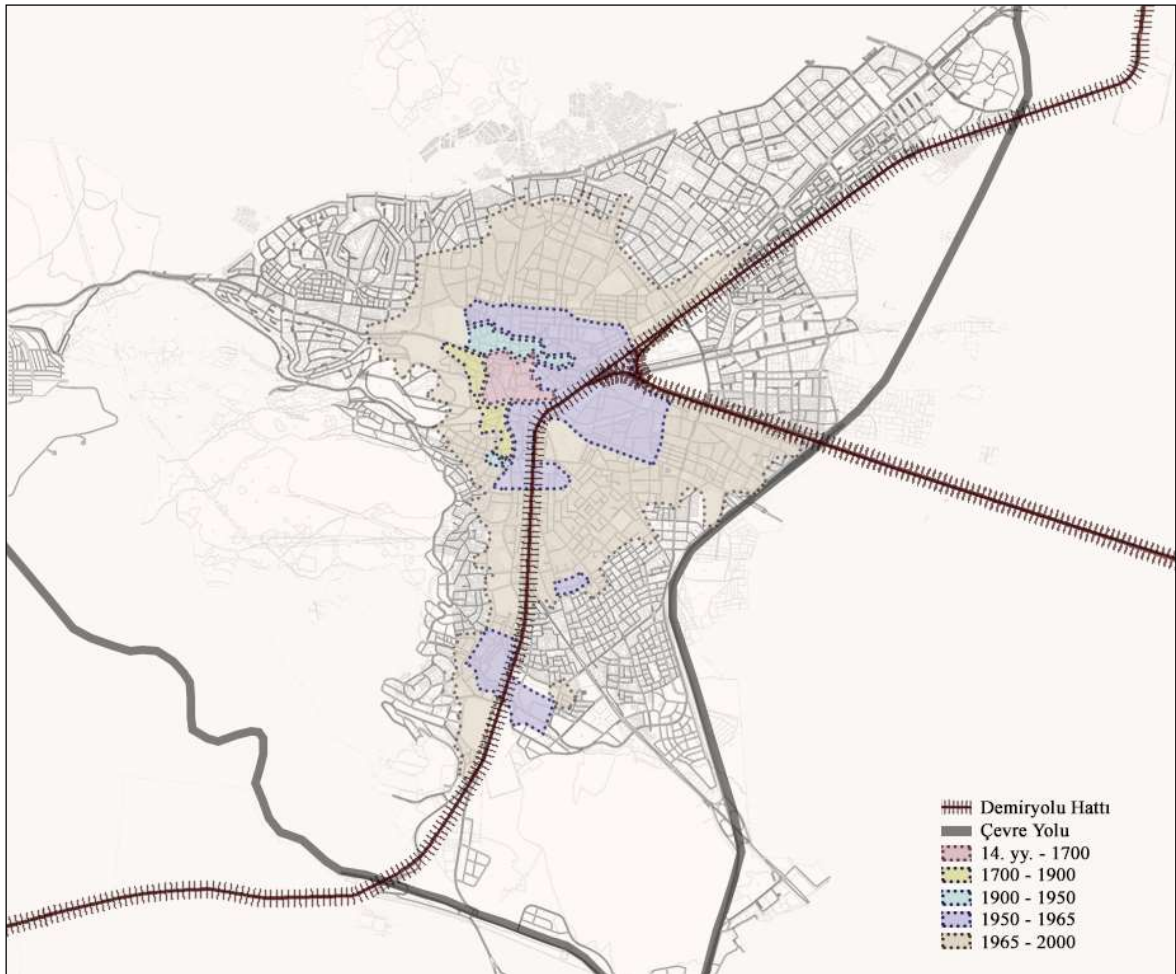 Demiryolu Hattı
Çevre Yolu
14. yy. - 1700
1700 - 1900
1900 - 1950
1950 - 1965
1965 - 2000